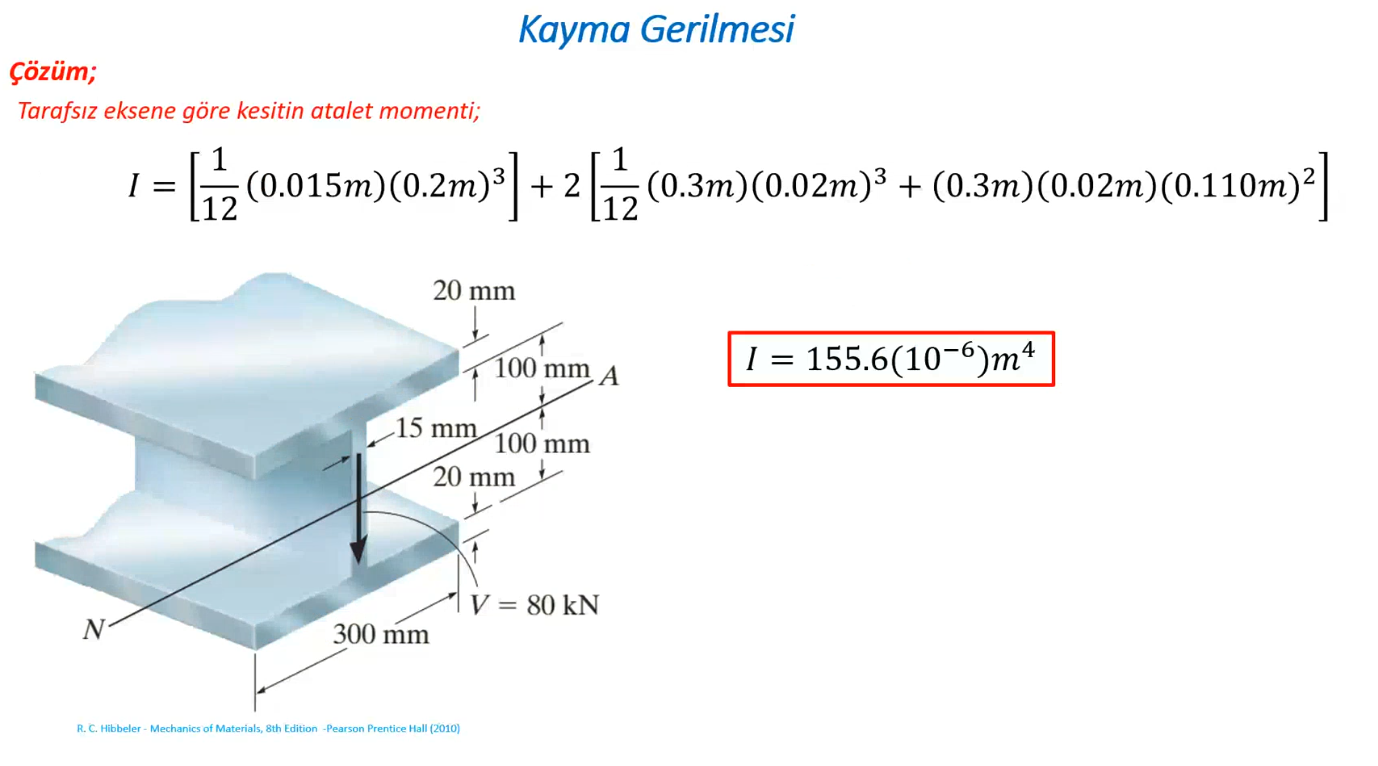 Kayma Gerilmesi
Çözüm;
Tarafsız eksene göre kesitin atalet momenti;
I = [1/12 (0.015m)(0.2m)³] + 2 [1/12 (0.3m)(0.02m)³ + (0.3m)(0.02m)(0.110m)²]
20 mm
100 mm A
I = 155.6(10⁻⁶)m⁴
15 mm
100 mm
20 mm
V = 80 kN
N
300 mm
R. C. Hibbeler - Mechanics of Materials, 8th Edition -Pearson Prentice Hall (2010)